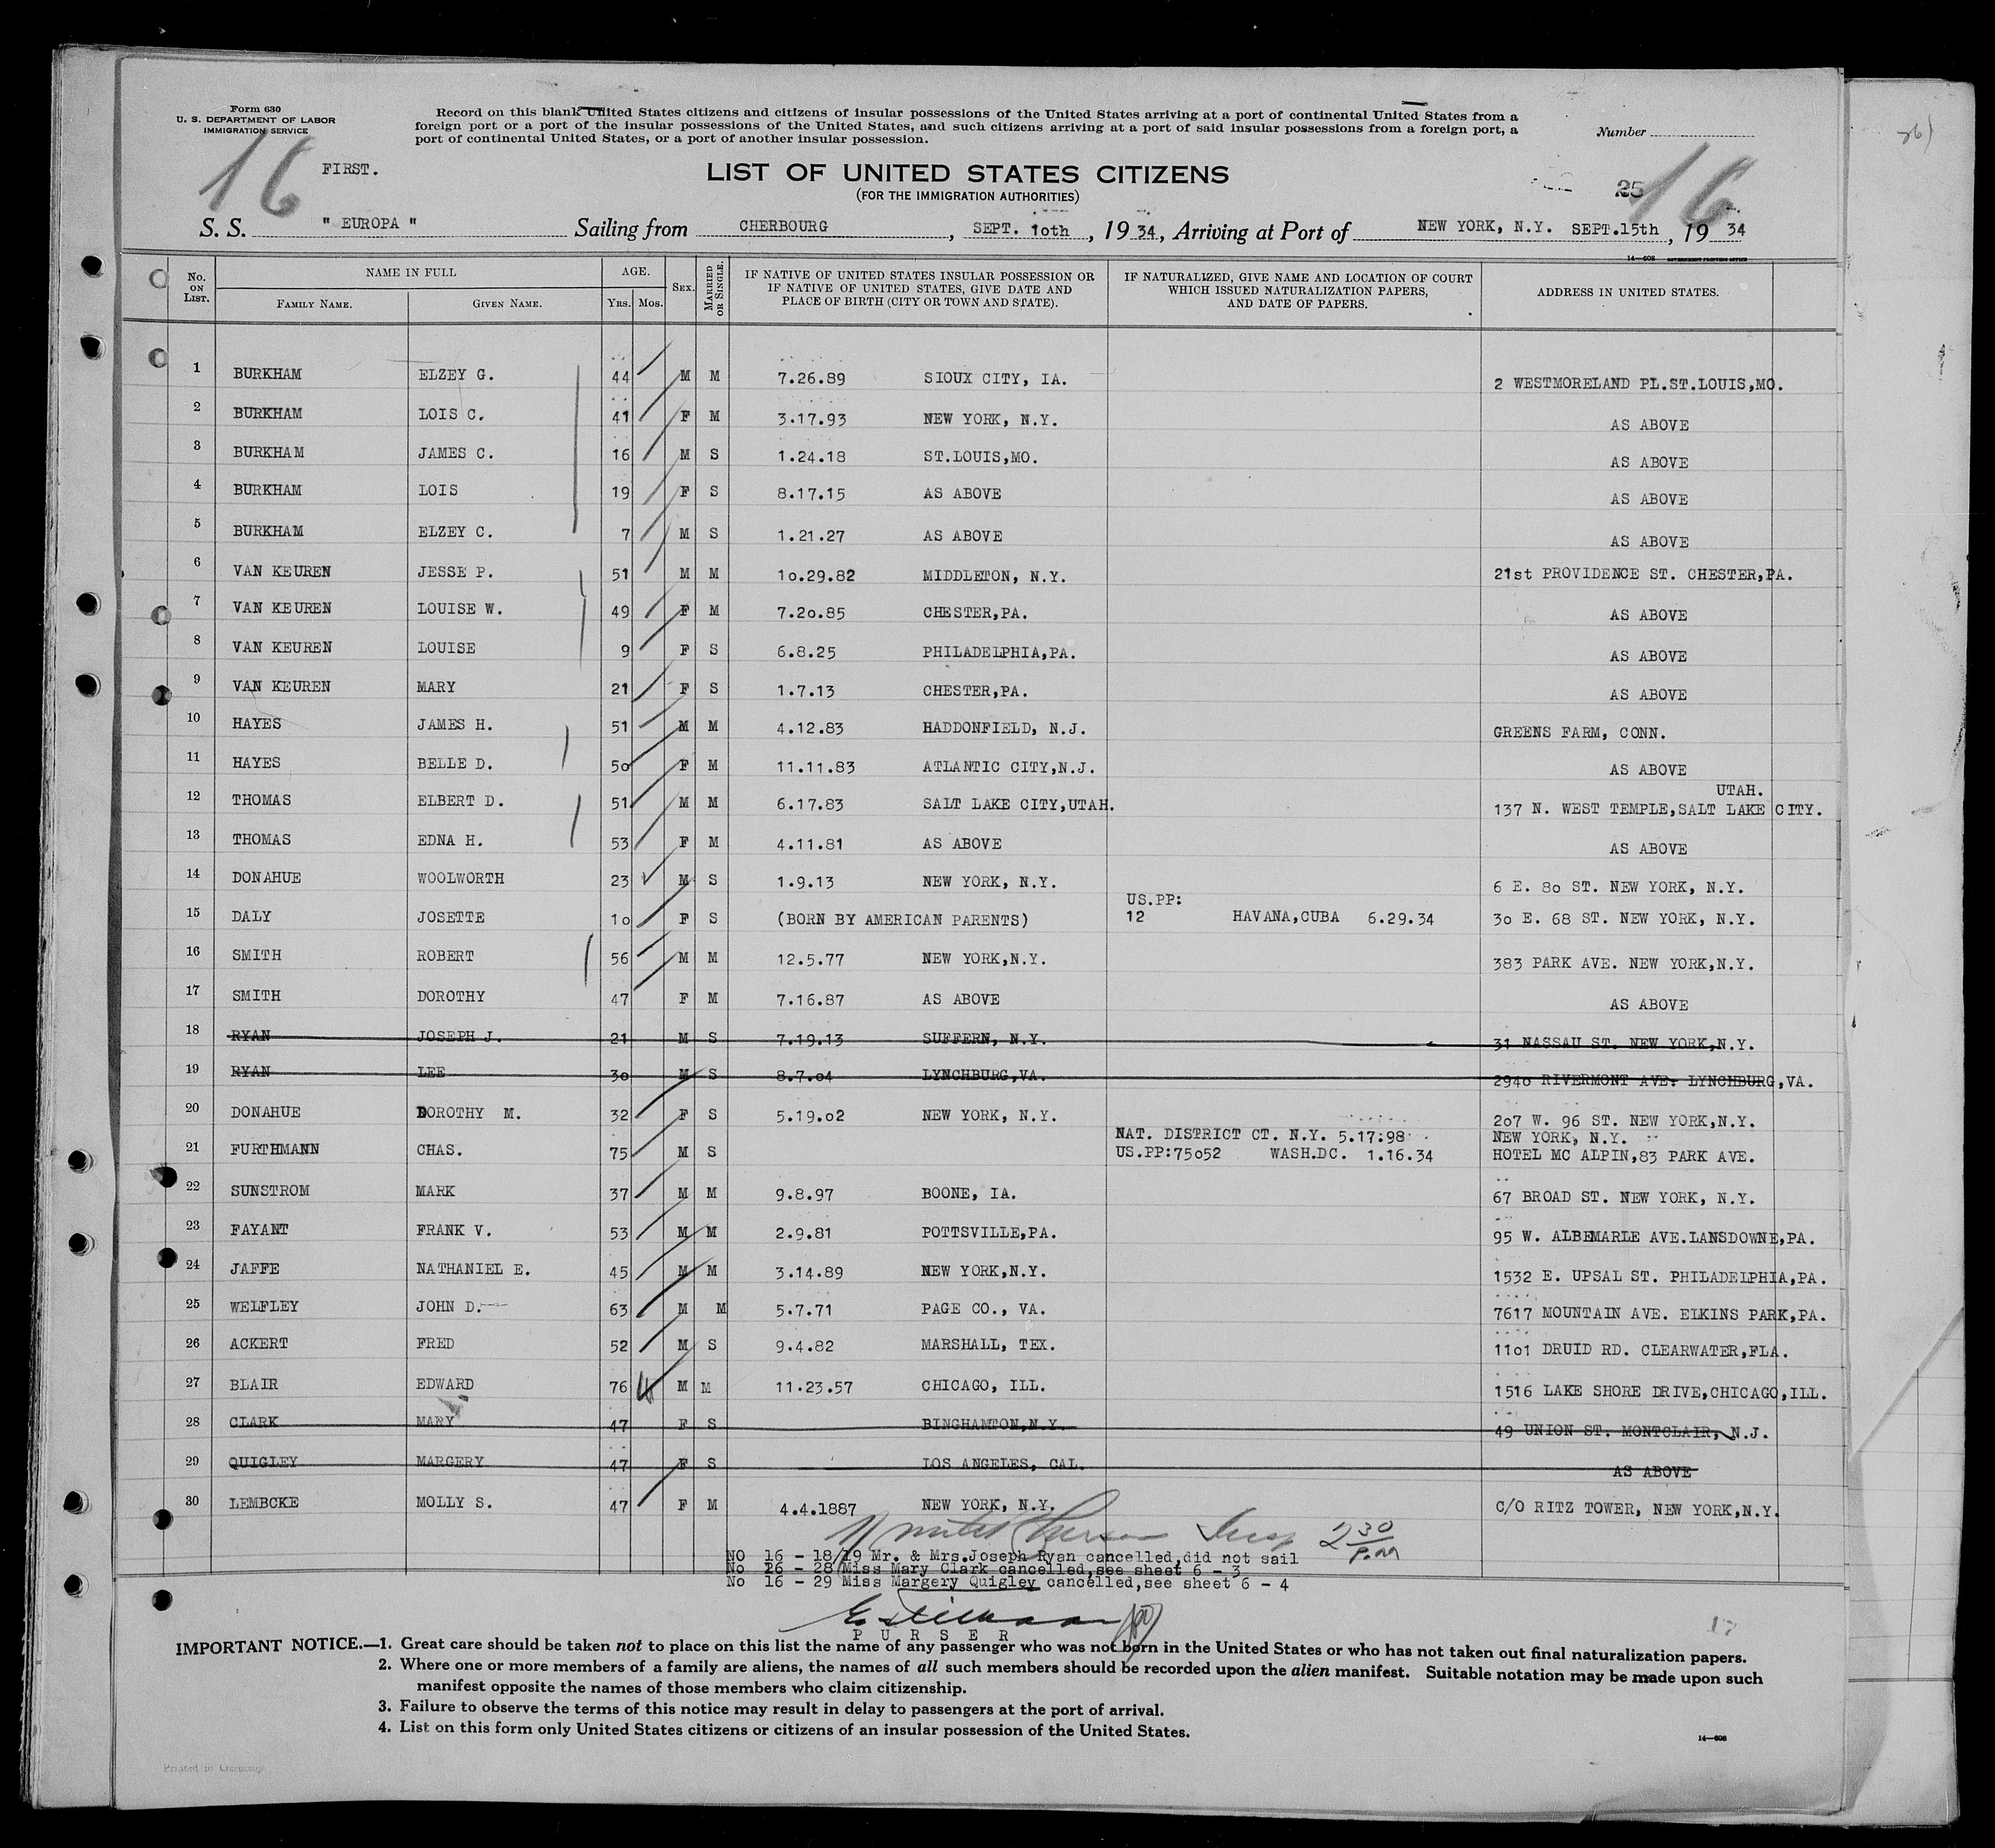 Form 630
U. S. DEPARTMENT OF LABOR
IMMIGRATION SERVICE
Record on this blank United States citizens and citizens of insular possessions of the United States arriving at a port of continental United States from a
foreign port or a port of the insular possessions of the United States, and such citizens arriving at a port of said insular possessions from a foreign port, a
port of continental United States, or a port of another insular possession.
Number
16 FIRST.
LIST OF UNITED STATES CITIZENS
(FOR THE IMMIGRATION AUTHORITIES)
25 16
S. S. " EUROPA " Sailing from CHERBOURG, SEPT. 10th, 1934, Arriving at Port of NEW YORK, N.Y. SEPT.15th, 1934
14—608 GOVERNMENT PRINTING OFFICE
No. ON LIST. NAME IN FULL FAMILY NAME. GIVEN NAME. AGE. YRS. MOS. SEX. MARRIED OR SINGLE. IF NATIVE OF UNITED STATES INSULAR POSSESSION OR IF NATIVE OF UNITED STATES, GIVE DATE AND PLACE OF BIRTH (CITY OR TOWN AND STATE). IF NATURALIZED, GIVE NAME AND LOCATION OF COURT WHICH ISSUED NATURALIZATION PAPERS, AND DATE OF PAPERS. ADDRESS IN UNITED STATES.
1 BURKHAM ELZEY G. 44 M M 7.26.89 SIOUX CITY, IA. 2 WESTMORELAND PL.ST.LOUIS,MO.
2 BURKHAM LOIS C. 41 F M 3.17.93 NEW YORK, N.Y. AS ABOVE
3 BURKHAM JAMES C. 16 M S 1.24.18 ST.LOUIS,MO. AS ABOVE
4 BURKHAM LOIS 19 F S 8.17.15 AS ABOVE AS ABOVE
5 BURKHAM ELZEY C. 7 M S 1.21.27 AS ABOVE AS ABOVE
6 VAN KEUREN JESSE P. 51 M M 10.29.82 MIDDLETON, N.Y. 21st PROVIDENCE ST. CHESTER,PA.
7 VAN KEUREN LOUISE W. 49 F M 7.20.85 CHESTER,PA. AS ABOVE
8 VAN KEUREN LOUISE 9 F S 6.8.25 PHILADELPHIA,PA. AS ABOVE
9 VAN KEUREN MARY 21 F S 1.7.13 CHESTER,PA. AS ABOVE
10 HAYES JAMES H. 51 M M 4.12.83 HADDONFIELD, N.J. GREENS FARM, CONN.
11 HAYES BELLE D. 50 F M 11.11.83 ATLANTIC CITY,N.J. AS ABOVE
UTAH.
12 THOMAS ELBERT D. 51 M M 6.17.83 SALT LAKE CITY,UTAH. 137 N. WEST TEMPLE,SALT LAKE CITY.
13 THOMAS EDNA H. 53 F M 4.11.81 AS ABOVE AS ABOVE
14 DONAHUE WOOLWORTH 23 M S 1.9.13 NEW YORK, N.Y. 6 E. 80 ST. NEW YORK, N.Y.
US.PP:
15 DALY JOSETTE 10 F S (BORN BY AMERICAN PARENTS) 12 HAVANA,CUBA 6.29.34 30 E. 68 ST. NEW YORK, N.Y.
16 SMITH ROBERT 56 M M 12.5.77 NEW YORK,N.Y. 383 PARK AVE. NEW YORK,N.Y.
17 SMITH DOROTHY 47 F M 7.16.87 AS ABOVE AS ABOVE
18 RYAN JOSEPH J. 21 M S 7.19.13 SUFFERN, N.Y. 31 NASSAU ST. NEW YORK,N.Y.
19 RYAN LEE 30 M S 8.7.04 LYNCHBURG,VA. 2940 RIVERMONT AVE. LYNCHBURG,VA.
20 DONAHUE DOROTHY M. 32 F S 5.19.02 NEW YORK, N.Y. 207 W. 96 ST. NEW YORK,N.Y.
NAT. DISTRICT CT. N.Y. 5.17:98 NEW YORK, N.Y.
21 FURTHMANN CHAS. 75 M S US.PP:75052 WASH.DC. 1.16.34 HOTEL MC ALPIN,83 PARK AVE.
22 SUNSTROM MARK 37 M M 9.8.97 BOONE, IA. 67 BROAD ST. NEW YORK, N.Y.
23 FAYANT FRANK V. 53 M M 2.9.81 POTTSVILLE,PA. 95 W. ALBEMARLE AVE.LANSDOWNE,PA.
24 JAFFE NATHANIEL E. 45 M M 3.14.89 NEW YORK,N.Y. 1532 E. UPSAL ST. PHILADELPHIA,PA.
25 WELFLEY JOHN D. 63 M M 5.7.71 PAGE CO., VA. 7617 MOUNTAIN AVE. ELKINS PARK,PA.
26 ACKERT FRED 52 M S 9.4.82 MARSHALL, TEX. 1101 DRUID RD. CLEARWATER,FLA.
27 BLAIR EDWARD 76 M M 11.23.57 CHICAGO, ILL. 1516 LAKE SHORE DRIVE,CHICAGO,ILL.
28 CLARK MARY 47 F S BINGHAMTON,N.Y. 49 UNION ST. MONTCLAIR, N.J.
29 QUIGLEY MARGERY 47 F S LOS ANGELES, CAL. AS ABOVE
30 LEMBCKE MOLLY S. 47 F M 4.4.1887 NEW YORK, N.Y. C/O RITZ TOWER, NEW YORK,N.Y.
2 30 P.M
NO 16 - 18/19 Mr. & Mrs.Joseph Ryan cancelled,did not sail
No 26 - 28 Miss Mary Clark cancelled,see sheet 6 - 3
No 16 - 29 Miss Margery Quigley cancelled,see sheet 6 - 4
P U R S E R
17
IMPORTANT NOTICE.—1. Great care should be taken not to place on this list the name of any passenger who was not born in the United States or who has not taken out final naturalization papers.
2. Where one or more members of a family are aliens, the names of all such members should be recorded upon the alien manifest. Suitable notation may be made upon such
manifest opposite the names of those members who claim citizenship.
3. Failure to observe the terms of this notice may result in delay to passengers at the port of arrival.
4. List on this form only United States citizens or citizens of an insular possession of the United States.
14—608
Printed in Germany